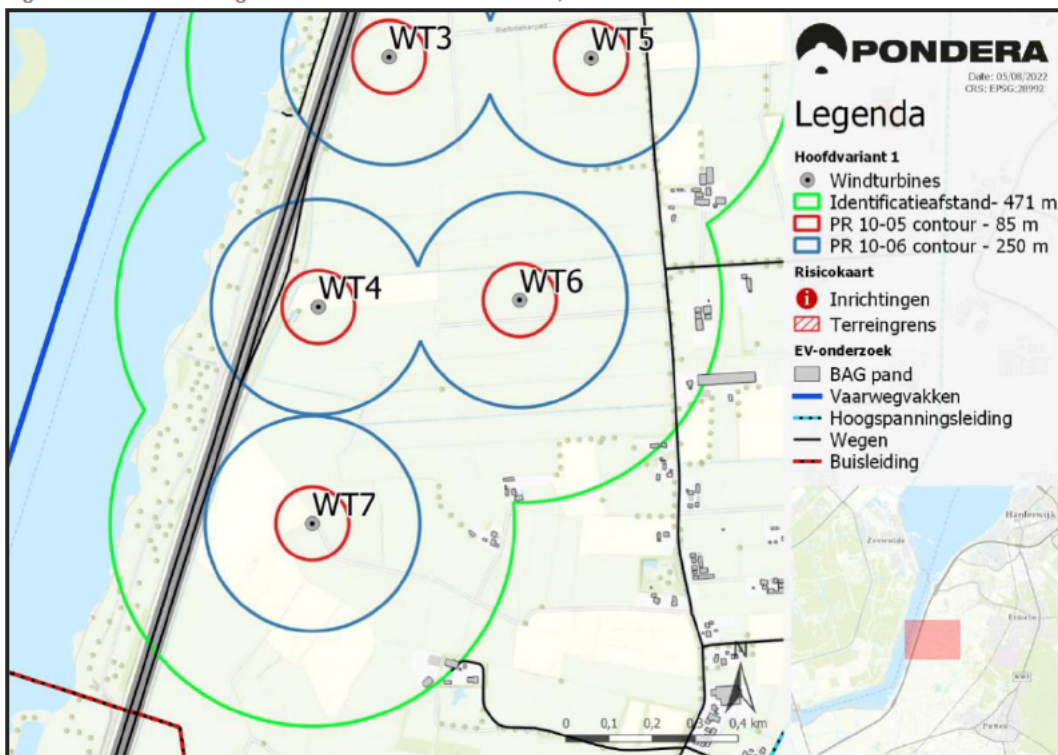 WT3
WT5
PONDERA
Date: 05/08/2022
CRS: EPSG:28992
Legenda
Hoofdvariant 1
Windturbines
Identificatieafstand- 471 m
PR 10-05 contour - 85 m
PR 10-06 contour - 250 m
Risicokaart
Inrichtingen
Terreingrens
EV-onderzoek
BAG pand
Vaarwegvakken
Hoogspanningsleiding
Wegen
Buisleiding
WT4
WT6
WT7
Harderwijk
Zeewolde
Ermelo
Putten
N
0 0,1 0,2 0,3 0,4 km